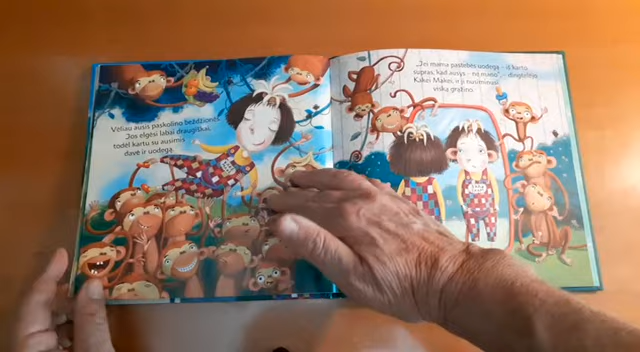 Vėliau ausis paskolino beždžionės.
Jos elgėsi labai draugiškai,
todėl kartu su ausimis
davė ir uodegą.
„Jei mama pastebės uodegą – iš karto
supras, kad ausys – ne mano“, – dingtelėjo
Kakei Makei, ir ji nusiminusi
viską grąžino.